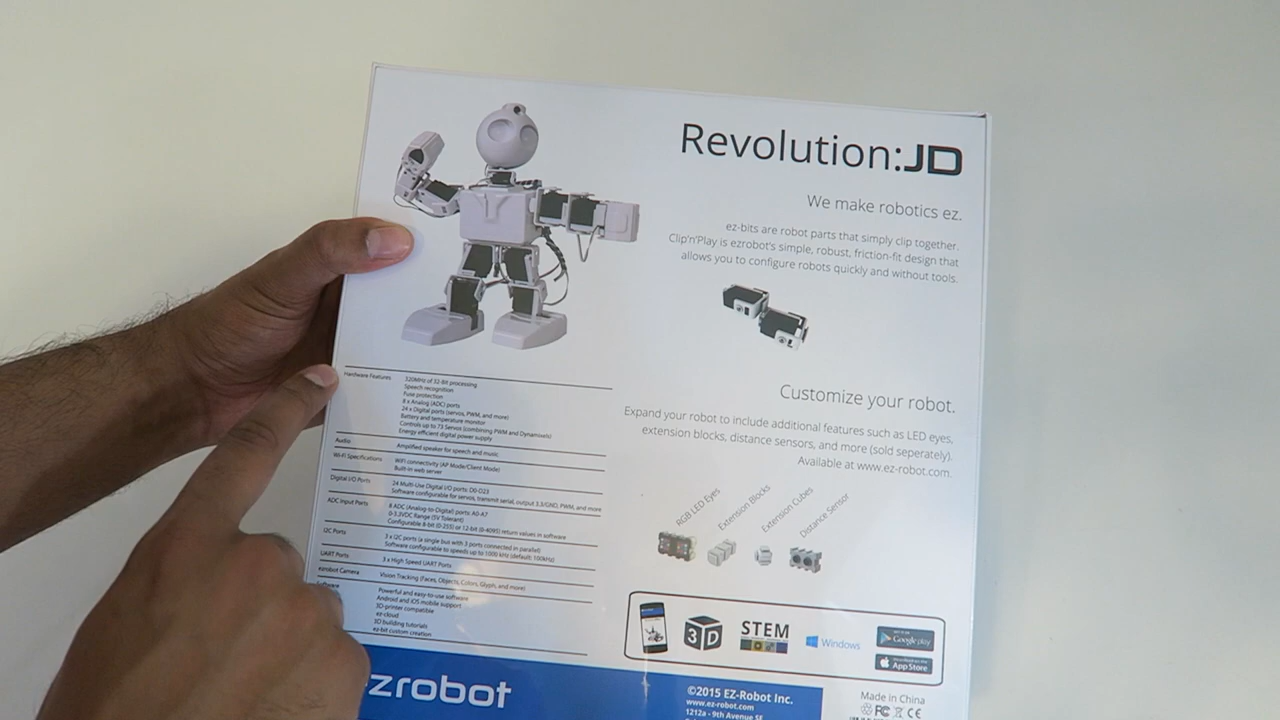 Revolution:JD
We make robotics ez.
ez-bits are robot parts that simply clip together.
Clip'n'Play is ezrobot's simple, robust, friction-fit design that
allows you to configure robots quickly and without tools.
Customize your robot.
Expand your robot to include additional features such as LED eyes,
extension blocks, distance sensors, and more (sold seperately).
Available at www.ez-robot.com.
RGB LED Eyes
Extension Blocks
Extension Cubes
Distance Sensor
Hardware Features
320MHz of 32-Bit processing
Speech recognition
Fuse protection
8 x Analog (ADC) ports
24 x Digital ports (servos, PWM, and more)
Battery and temperature monitor
Controls up to 73 Servos (combining PWM and Dynamixels)
Energy efficient digital power supply
Audio
Amplified speaker for speech and music
Wi-Fi Specifications
WiFi connectivity (AP Mode/Client Mode)
Built-in web server
Digital I/O Ports
24 Multi-Use Digital I/O ports: D0-D23
Software configurable for servos, transmit serial, output 3.3/GND, PWM, and more
ADC Input Ports
8 ADC (Analog-to-Digital) ports: A0-A7
0-3.3VDC Range (5V Tolerant)
Configurable 8-bit (0-255) or 12-bit (0-4095) return values in software
I2C Ports
3 x I2C ports (a single bus with 3 ports connected in parallel)
Software configurable to speeds up to 1000 kHz (default: 100kHz)
UART Ports
3 x High Speed UART Ports
ezrobot Camera
Vision Tracking (Faces, Objects, Colors, Glyph, and more)
Software
Powerful and easy-to-use software
Android and iOS mobile support
3D printer compatible
ez-cloud
3D building tutorials
ez-bit custom creation
3D
STEM
Windows
Google play
App Store
ezrobot
©2015 EZ-Robot Inc.
www.ez-robot.com
1212a - 9th Avenue SE
Made in China
FC CE